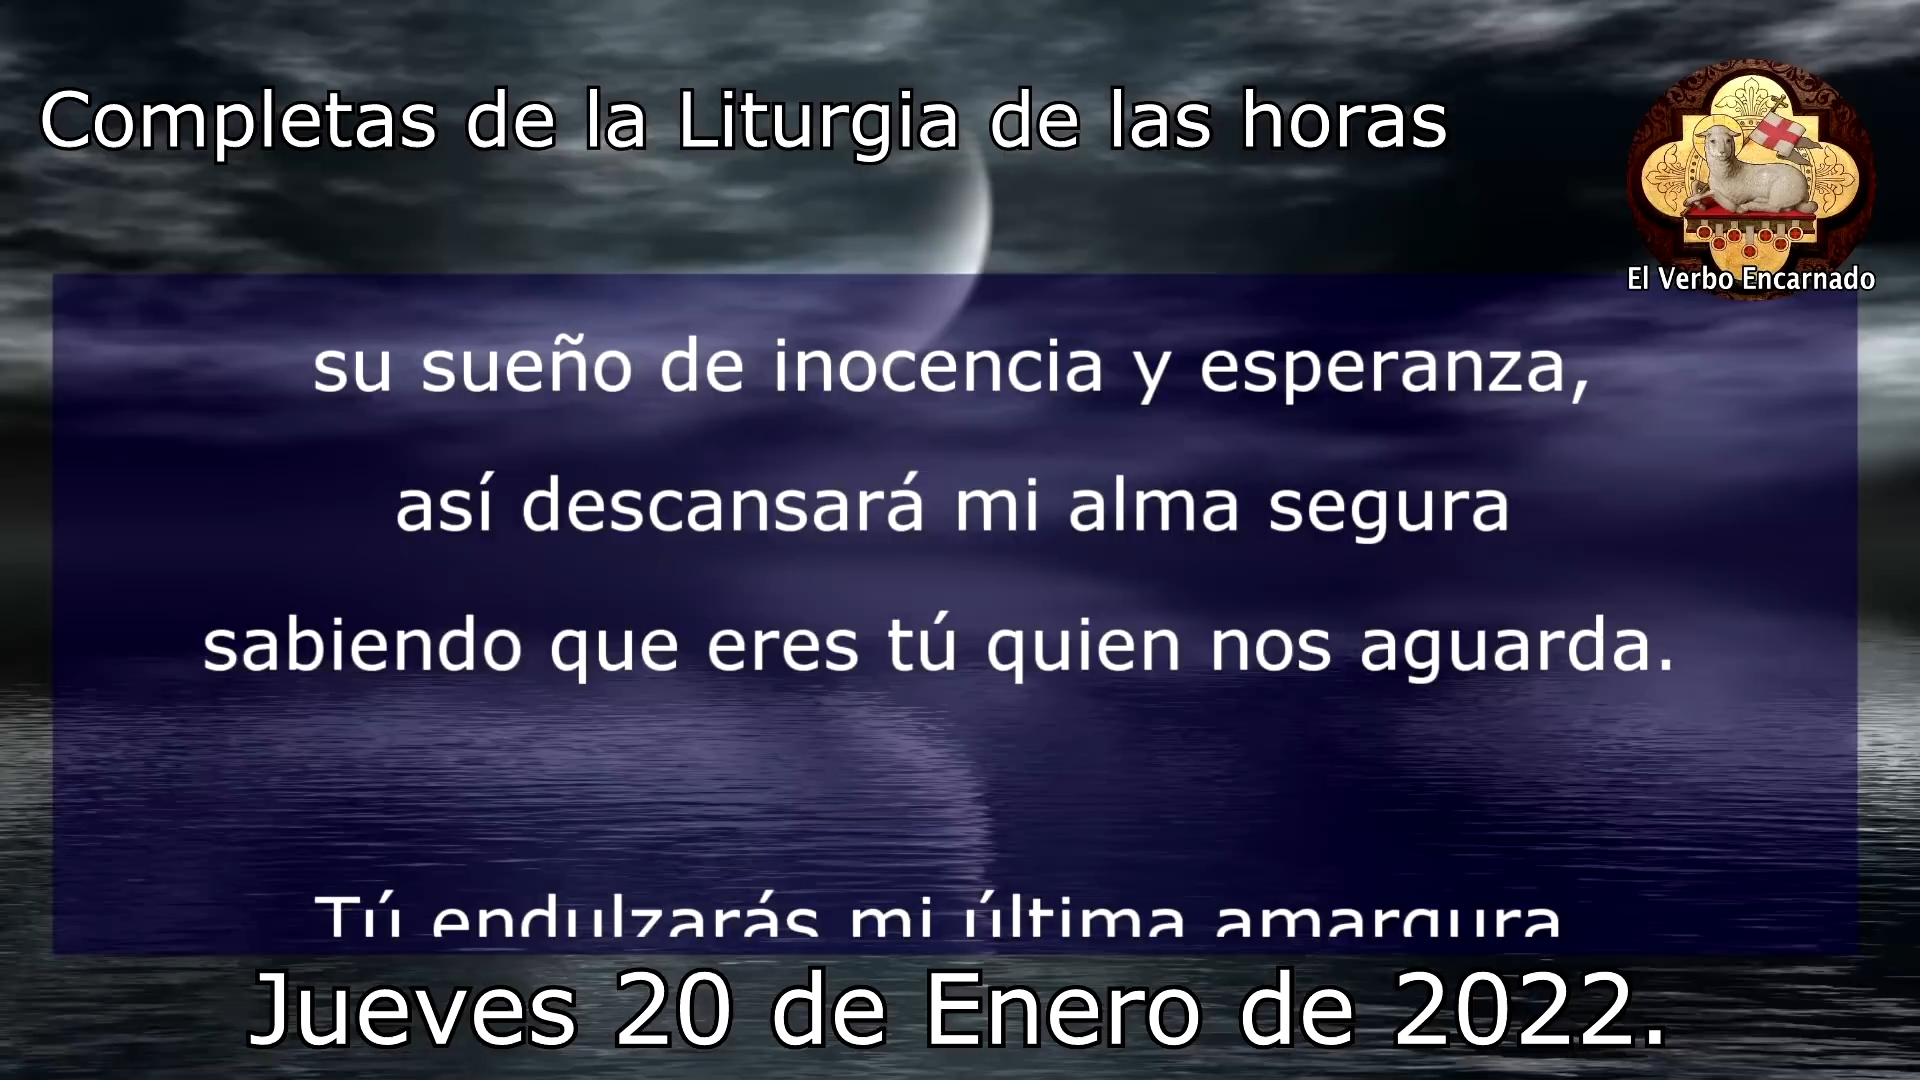 Completas de la Liturgia de las horas
El Verbo Encarnado
su sueño de inocencia y esperanza,
así descansará mi alma segura
sabiendo que eres tú quien nos aguarda.
Tú endulzarás mi última amargura
Jueves 20 de Enero de 2022.